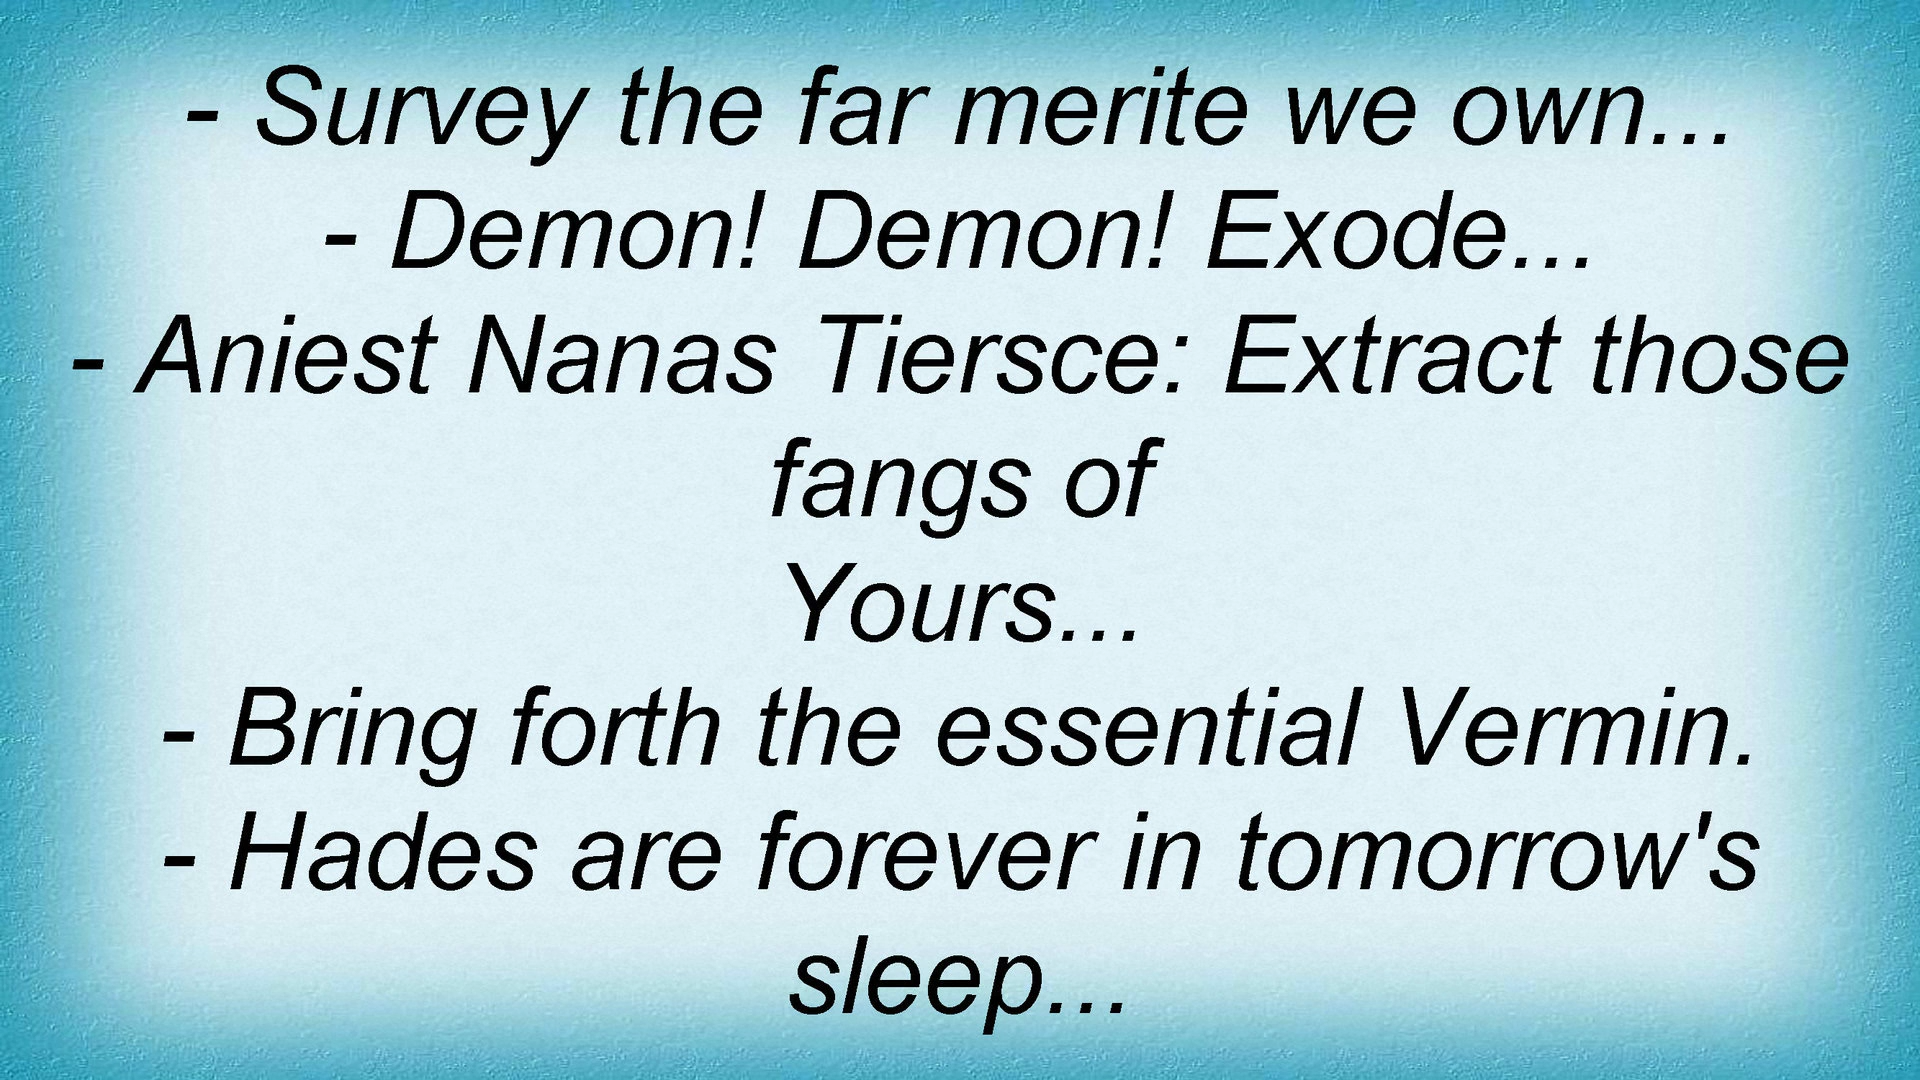 - Survey the far merite we own...
- Demon! Demon! Exode...
- Aniest Nanas Tiersce: Extract those
fangs of
Yours...
- Bring forth the essential Vermin.
- Hades are forever in tomorrow's
sleep...